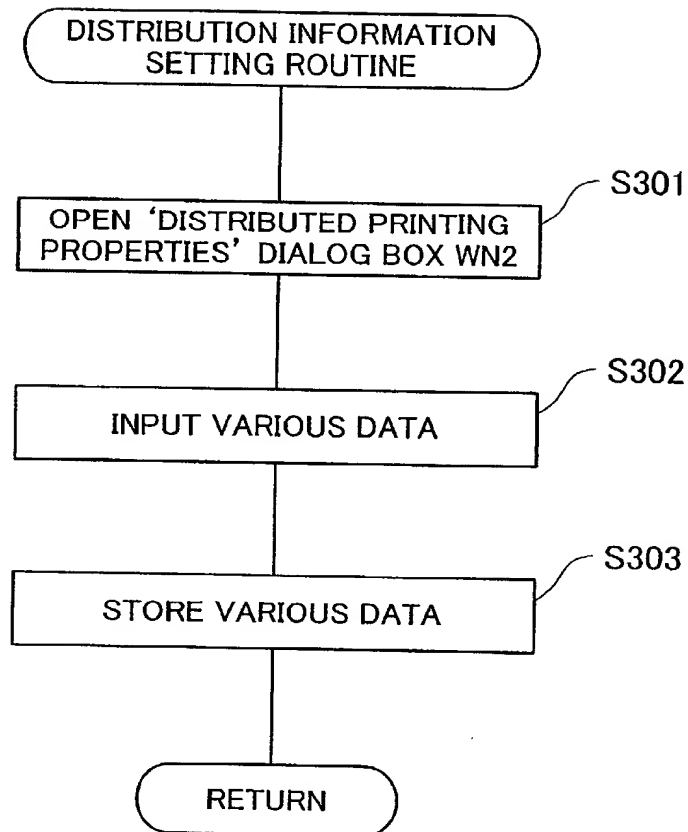 DISTRIBUTION INFORMATION
SETTING ROUTINE
S301
OPEN ‘DISTRIBUTED PRINTING
PROPERTIES’ DIALOG BOX WN2
S302
INPUT VARIOUS DATA
S303
STORE VARIOUS DATA
RETURN